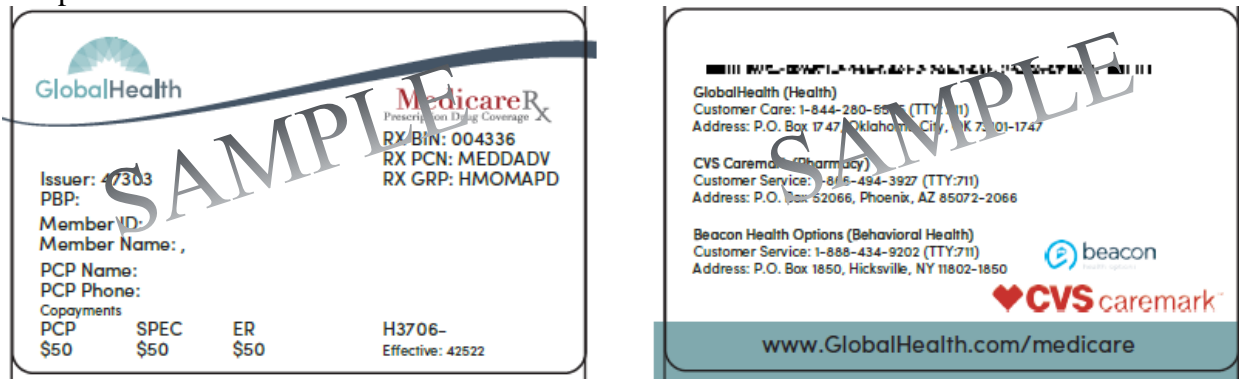 GlobalHealth
MedicareRx
Prescription Drug Coverage
RX BIN: 004336
RX PCN: MEDDADV
RX GRP: HMOMAPD
Issuer: 47303
PBP:
Member ID:
Member Name: ,
PCP Name:
PCP Phone:
Copayments
PCP SPEC ER H3706-
$50 $50 $50 Effective: 42522
SAMPLE
GlobalHealth (Health)
Customer Care: 1-844-280- (TTY:711)
Address: P.O. Box 1747, Oklahoma City, OK 73101-1747
CVS Caremark (Pharmacy)
Customer Service: 1-866-494-3927 (TTY:711)
Address: P.O. Box 52066, Phoenix, AZ 85072-2066
Beacon Health Options (Behavioral Health)
Customer Service: 1-888-434-9202 (TTY:711)
Address: P.O. Box 1850, Hicksville, NY 11802-1850
beacon
health options
CVS caremark
www.GlobalHealth.com/medicare
SAMPLE